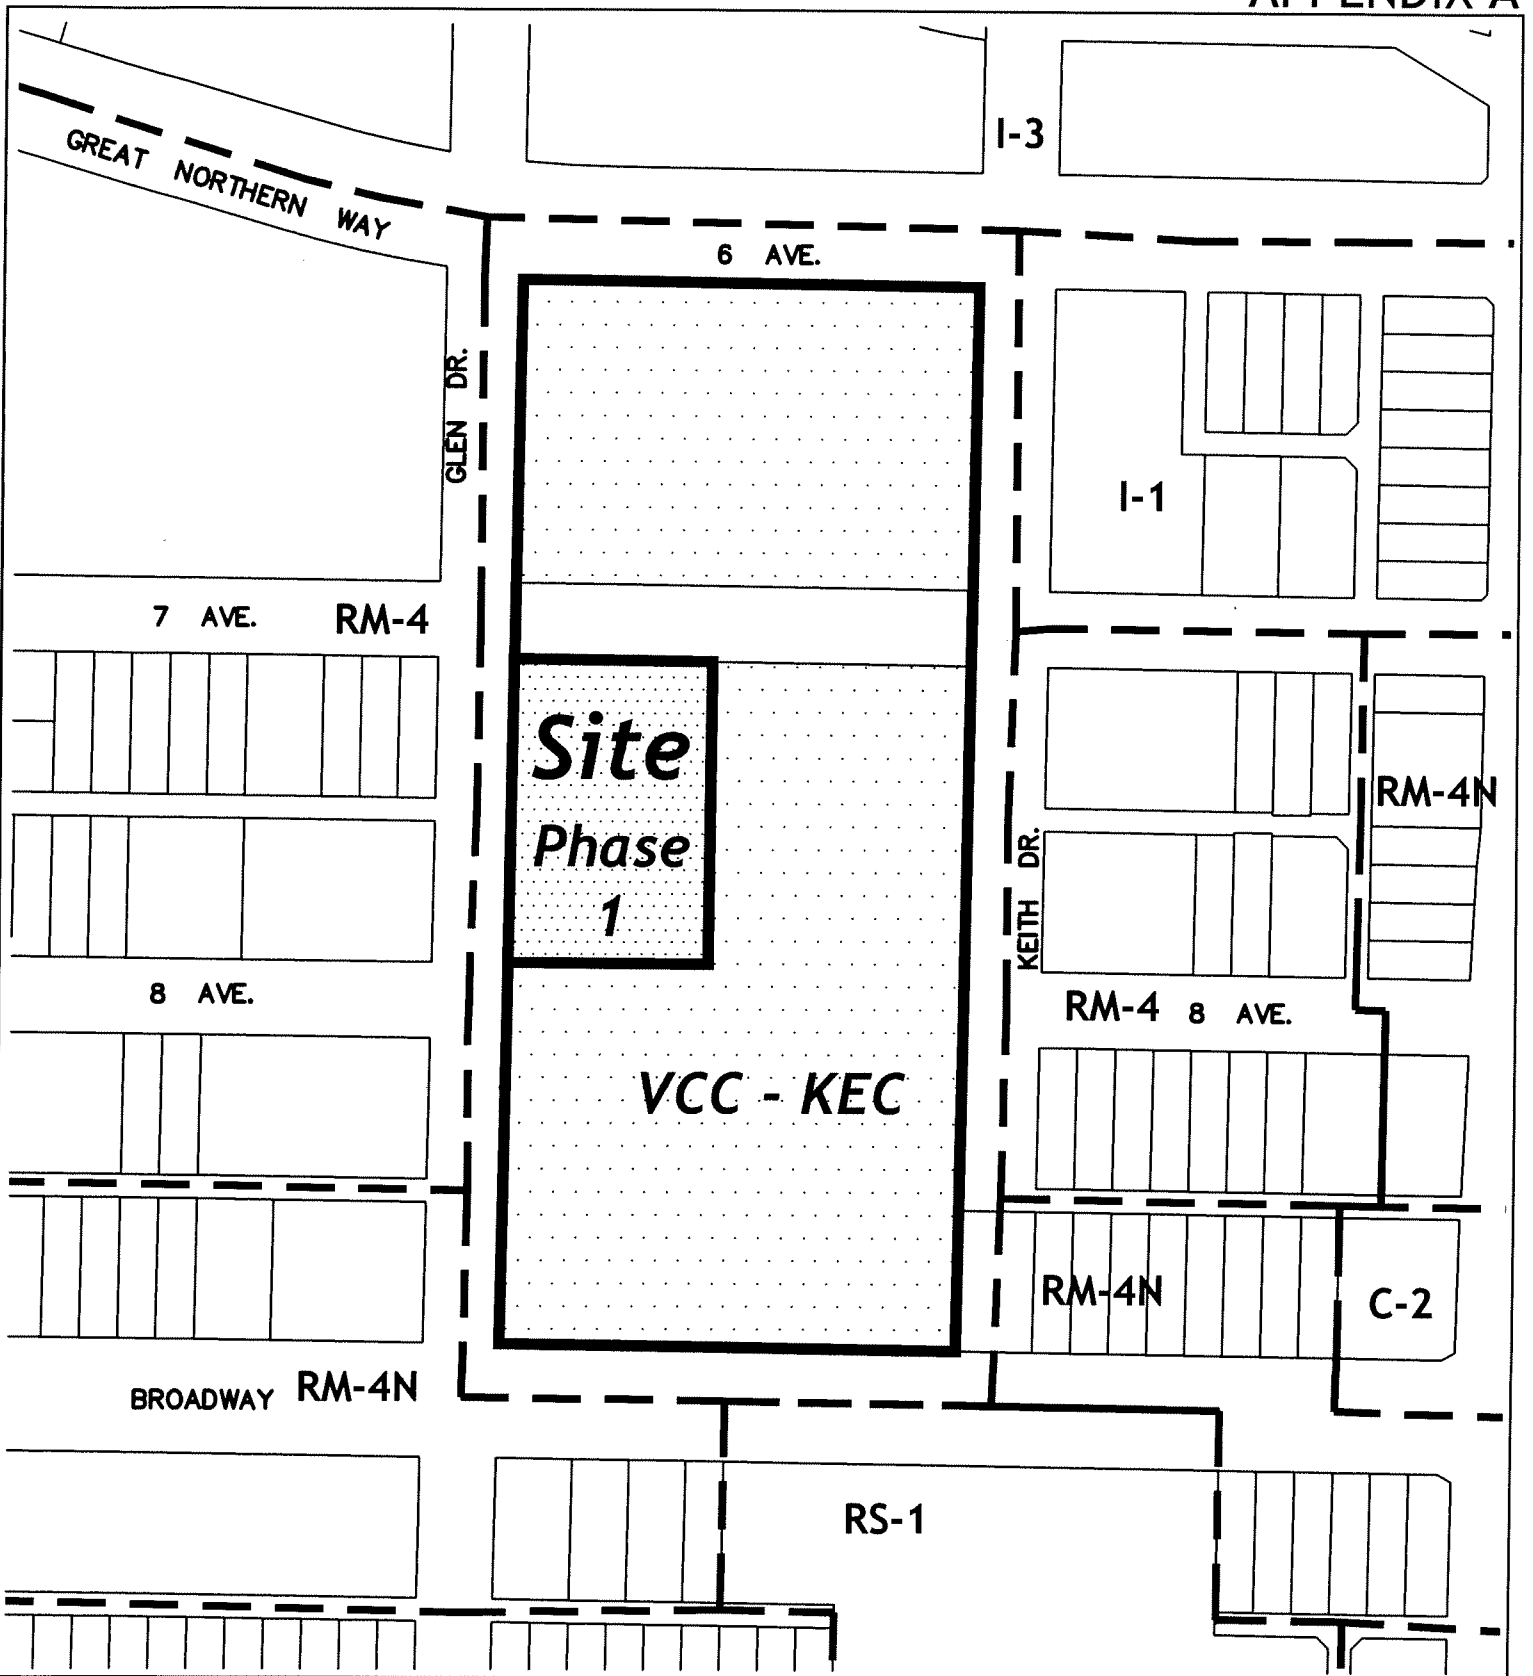 APPENDIX A
I-3
GREAT NORTHERN WAY
6 AVE.
GLEN DR.
I-1
7 AVE.
RM-4
Site
Phase
1
RM-4N
KEITH DR.
8 AVE.
RM-4
8 AVE.
VCC - KEC
RM-4N
C-2
BROADWAY
RM-4N
RS-1